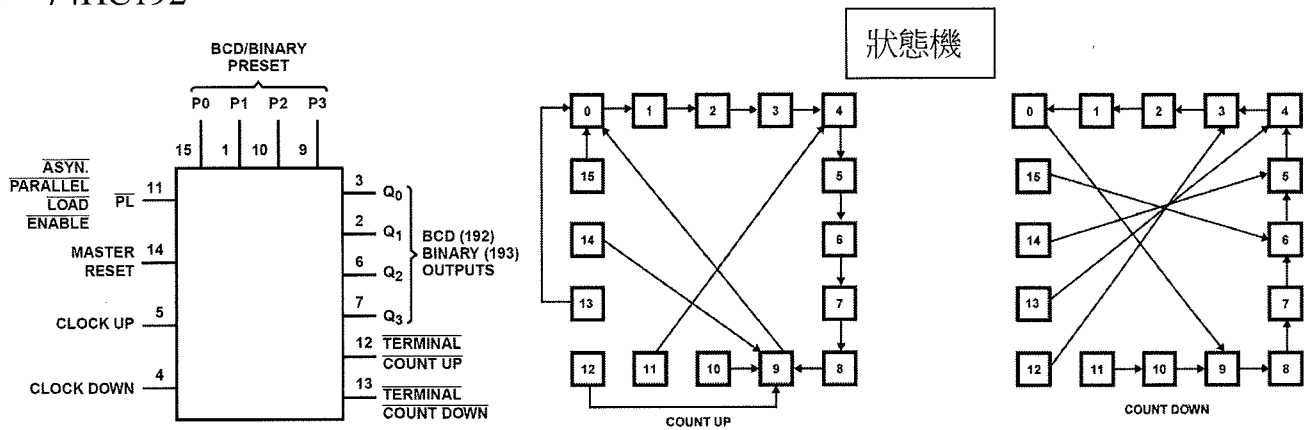 74HC192
狀態機
BCD/BINARY
PRESET
P0 P1 P2 P3
15 1 10 9
ASYN.
PARALLEL
LOAD
ENABLE
11
PL
MASTER
RESET
14
CLOCK UP 5
CLOCK DOWN 4
3 Q0
2 Q1
6 Q2
7 Q3
BCD (192)
BINARY (193)
OUTPUTS
12 TERMINAL
COUNT UP
13 TERMINAL
COUNT DOWN
0 1 2 3 4
15 5
14 6
13 7
12 11 10 9 8
COUNT UP
0 1 2 3 4
15 5
14 6
13 7
12 11 10 9 8
COUNT DOWN